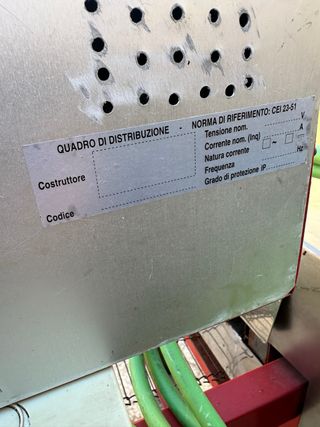 QUADRO DI DISTRIBUZIONE - NORMA DI RIFERIMENTO: CEI 23-51
Costruttore
Codice
Tensione nom. V
Corrente nom. (Inq) A
Natura corrente ~
Frequenza Hz
Grado di protezione IP